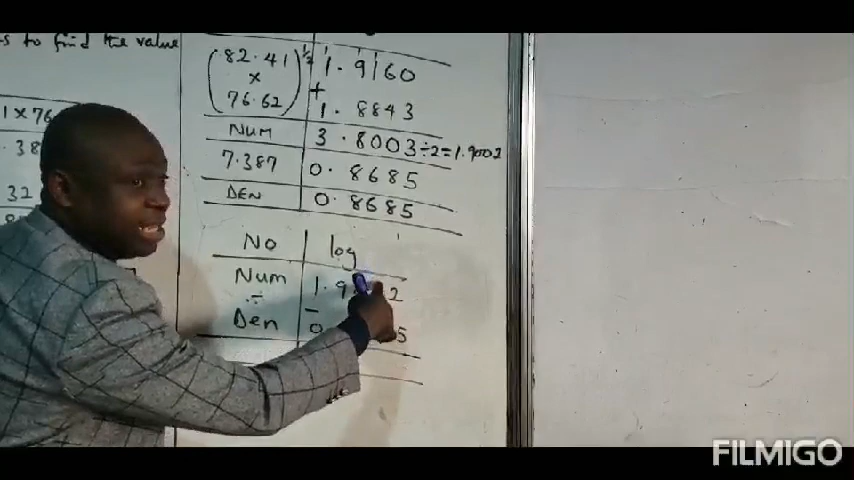 to find the value
(82.41)½ 1.9160
× +
76.62 1.8843
NUM 3.8003÷2=1.9002
7.387 0.8685
DEN 0.8685
1×76
.38
32
No log
Num 1.9 2
÷ −
Den 0 5
FILMIGO